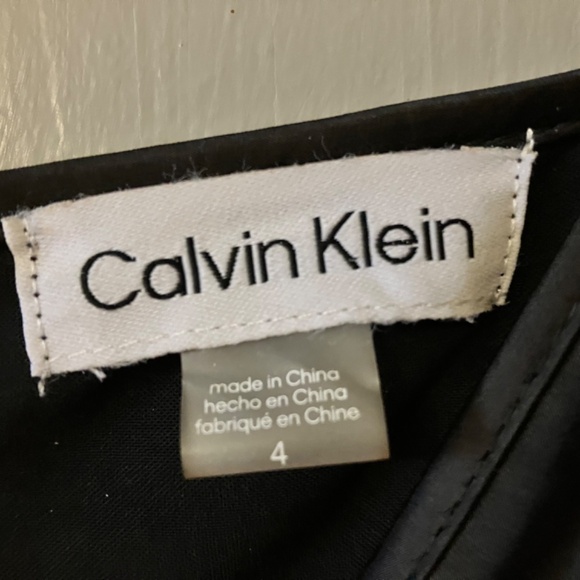 Calvin Klein
made in China
hecho en China
fabriqué en Chine
4